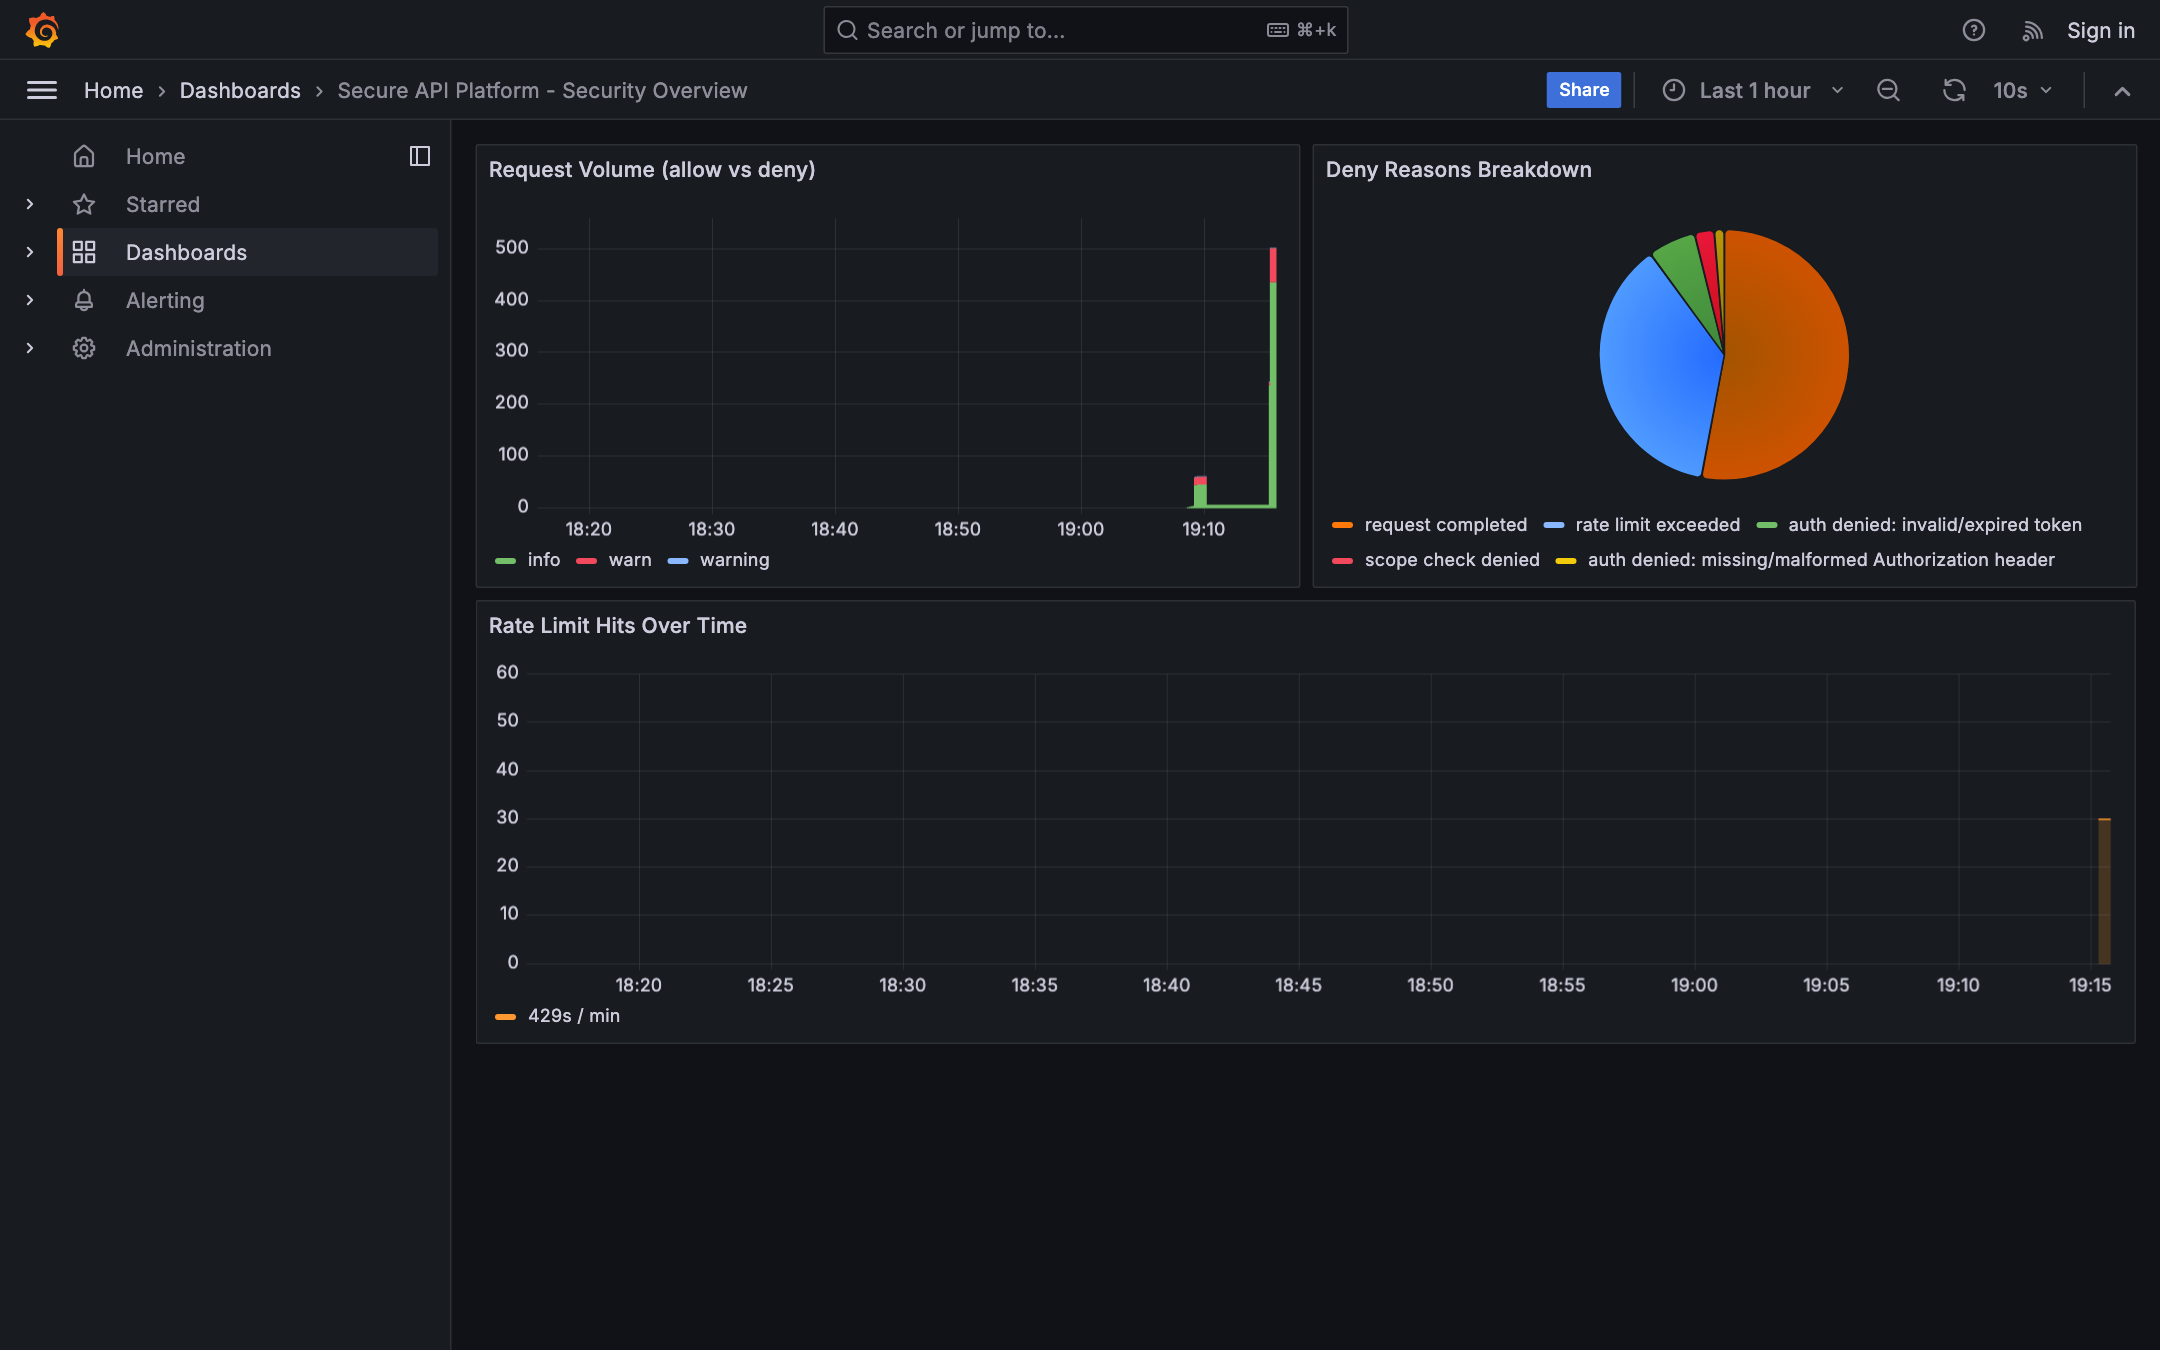 Search or jump to... ⌘+k
Sign in
Home › Dashboards › Secure API Platform - Security Overview
Share
Last 1 hour
10s
Home
Starred
Dashboards
Alerting
Administration
Request Volume (allow vs deny)
500
400
300
200
100
0
18:20 18:30 18:40 18:50 19:00 19:10
info warn warning
Deny Reasons Breakdown
request completed rate limit exceeded auth denied: invalid/expired token
scope check denied auth denied: missing/malformed Authorization header
Rate Limit Hits Over Time
60
50
40
30
20
10
0
18:20 18:25 18:30 18:35 18:40 18:45 18:50 18:55 19:00 19:05 19:10 19:15
429s / min